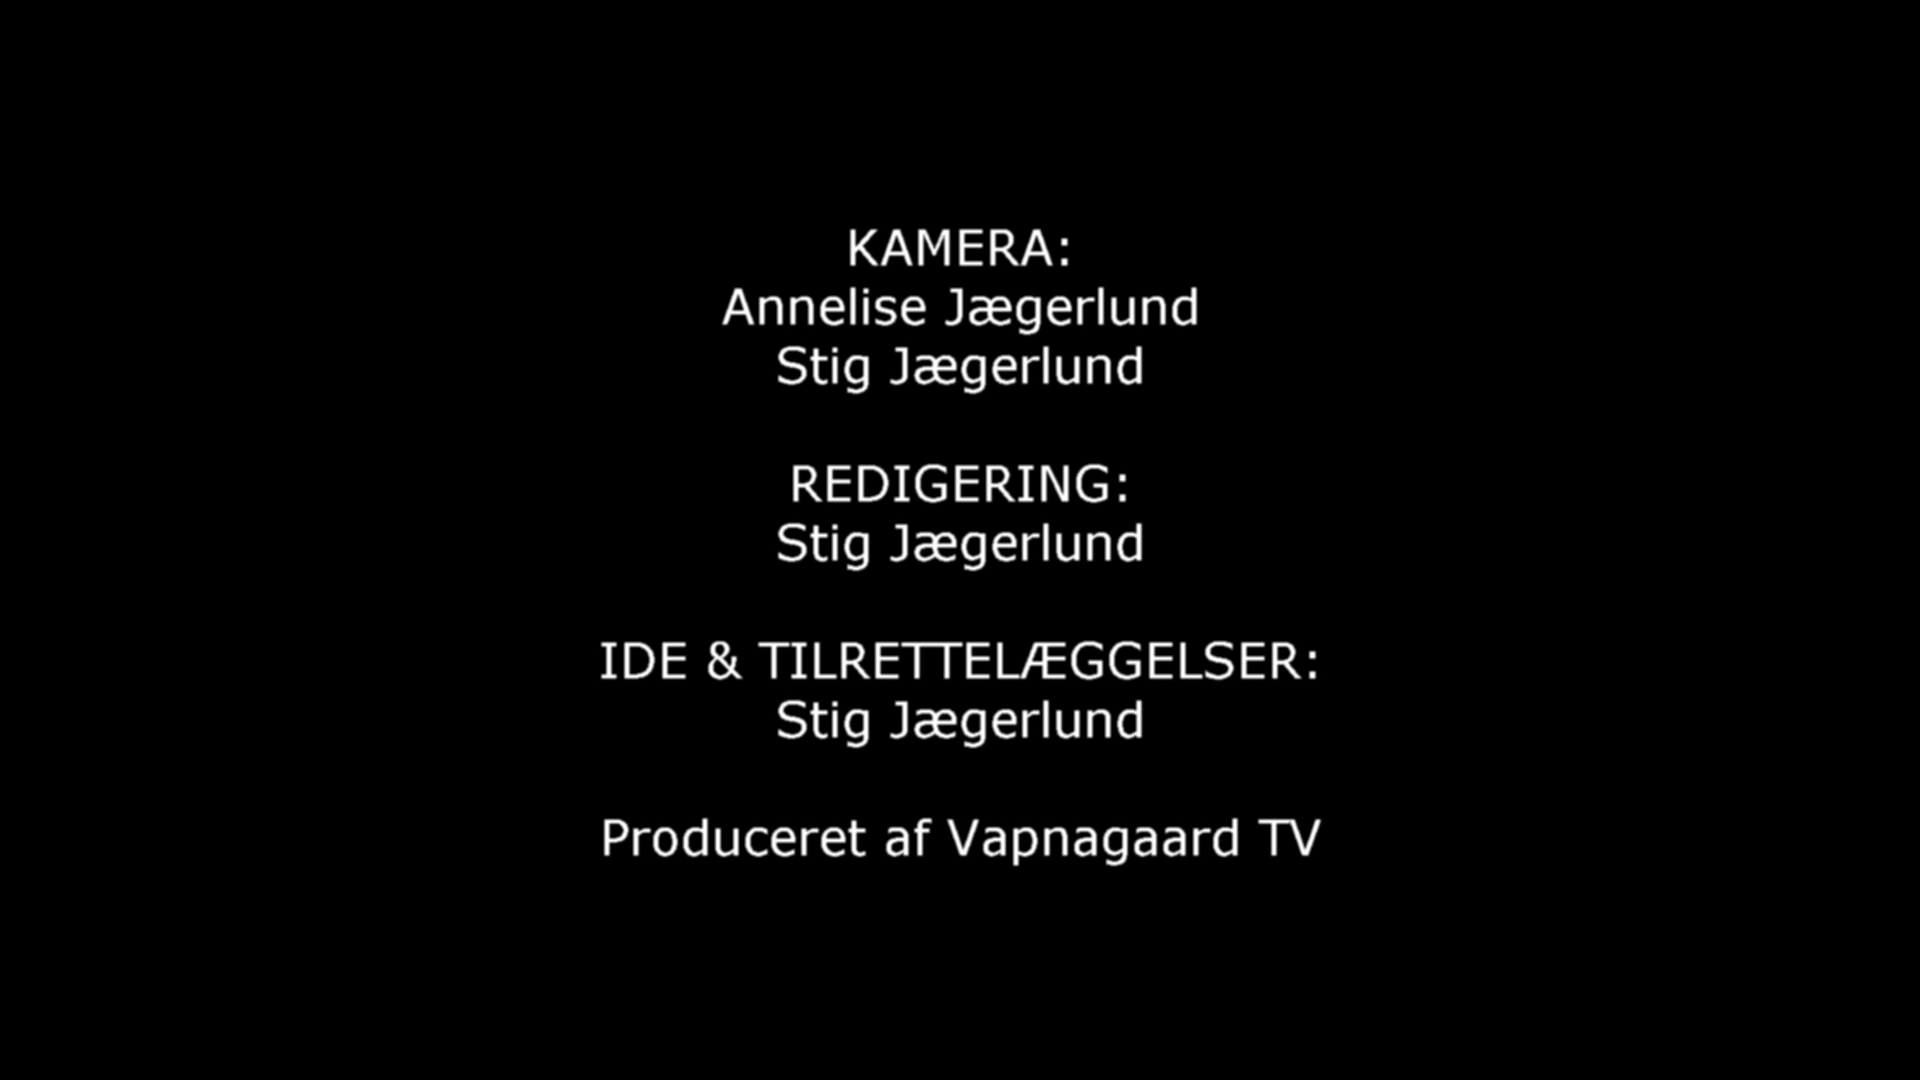 KAMERA:
Annelise Jægerlund
Stig Jægerlund
REDIGERING:
Stig Jægerlund
IDE & TILRETTELÆGGELSER:
Stig Jægerlund
Produceret af Vapnagaard TV